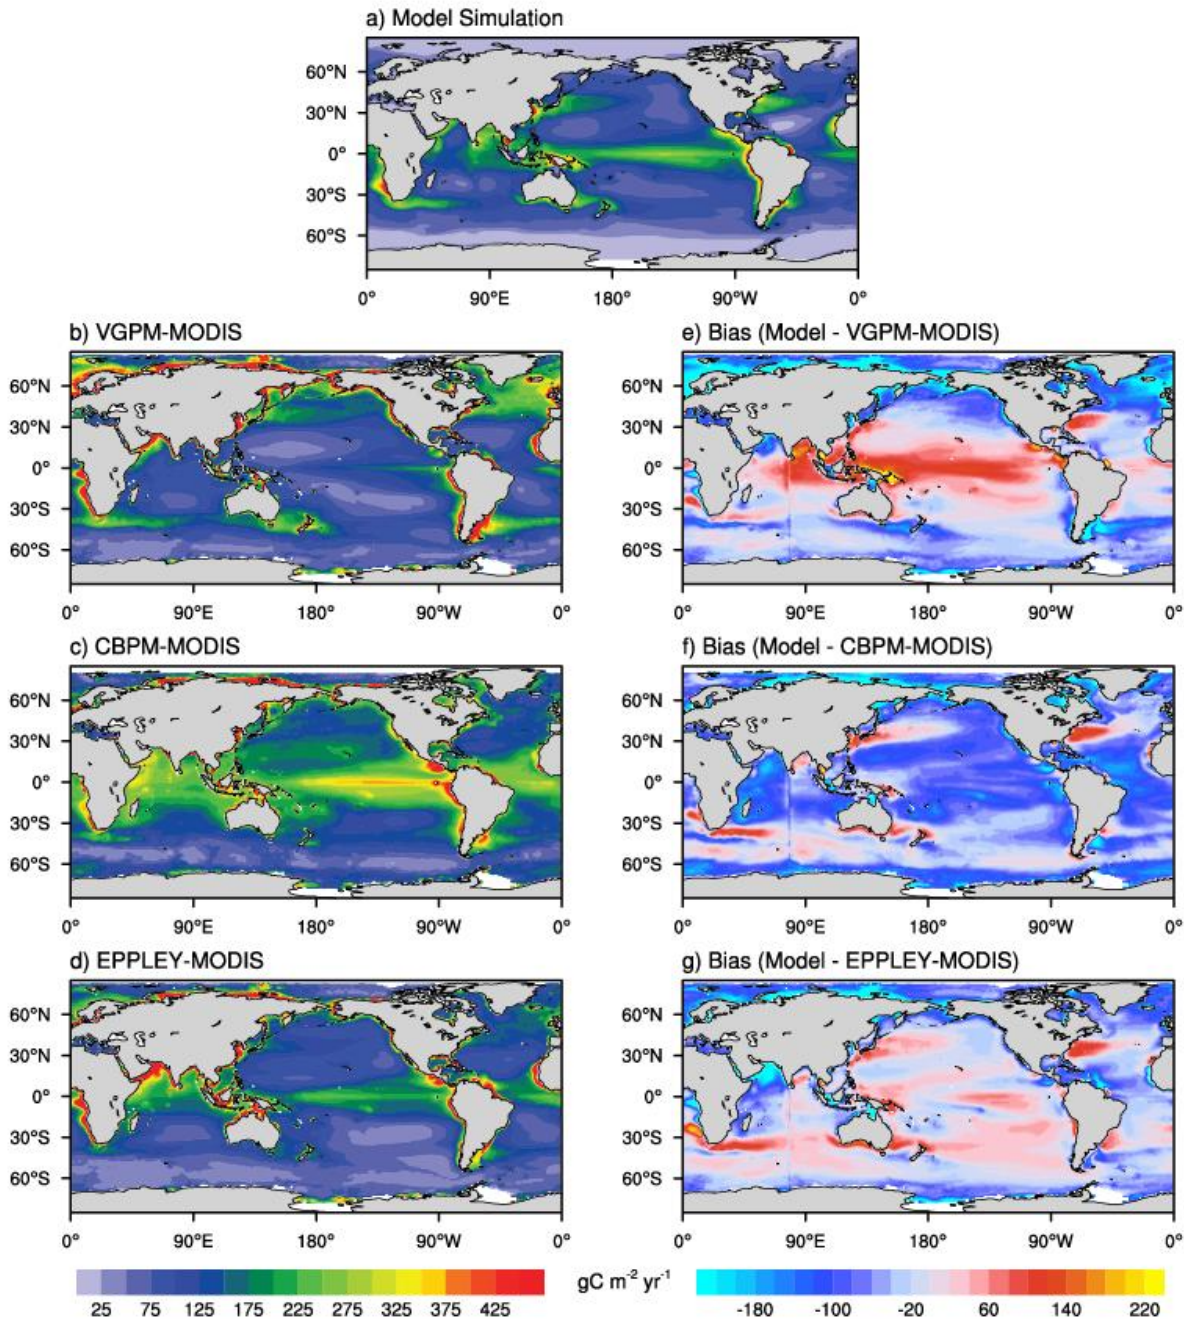 a) Model Simulation
60°N
30°N
0°
30°S
60°S
0° 90°E 180° 90°W 0°
b) VGPM-MODIS
60°N
30°N
0°
30°S
60°S
0° 90°E 180° 90°W 0°
e) Bias (Model - VGPM-MODIS)
60°N
30°N
0°
30°S
60°S
0° 90°E 180° 90°W 0°
c) CBPM-MODIS
60°N
30°N
0°
30°S
60°S
0° 90°E 180° 90°W 0°
f) Bias (Model - CBPM-MODIS)
60°N
30°N
0°
30°S
60°S
0° 90°E 180° 90°W 0°
d) EPPLEY-MODIS
60°N
30°N
0°
30°S
60°S
0° 90°E 180° 90°W 0°
g) Bias (Model - EPPLEY-MODIS)
60°N
30°N
0°
30°S
60°S
0° 90°E 180° 90°W 0°
25 75 125 175 225 275 325 375 425
gC m⁻² yr⁻¹
-180 -100 -20 60 140 220